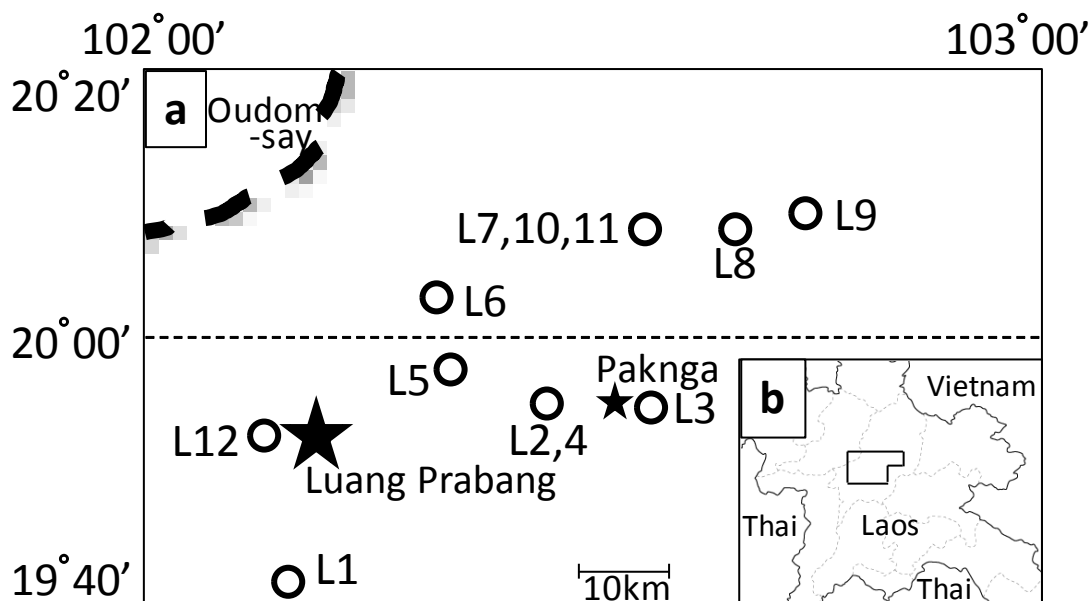 102°00’
103°00’
20°20’
a
Oudom
-say
L7,10,11
L9
L8
L6
20°00’
L5
Paknga
L3
L2,4
L12
Luang Prabang
b
Vietnam
Thai
Laos
Thai
19°40’
L1
10km